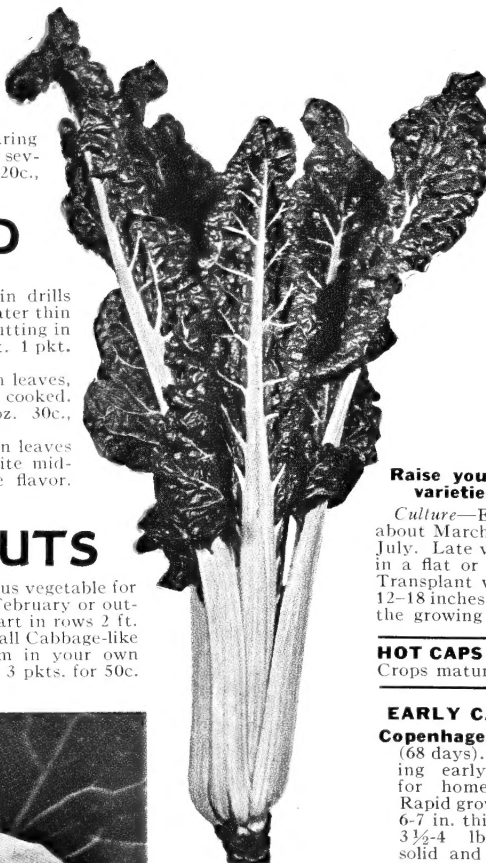 ring
sev-
20c.,
D
in drills
ater thin
utting in
. 1 pkt.
n leaves,
cooked.
oz. 30c.,
n leaves
ite mid-
e flavor.
UTS
us vegetable for
February or out-
art in rows 2 ft.
all Cabbage-like
m in your own
3 pkts. for 50c.
Raise you
varietie
Culture—E
about March
July. Late v
in a flat or
Transplant v
12–18 inches
the growing
HOT CAPS
Crops matur
EARLY CA
Copenhage
(68 days).
ing early
for home
Rapid grow
6-7 in. thi
3½-4 lb
solid and